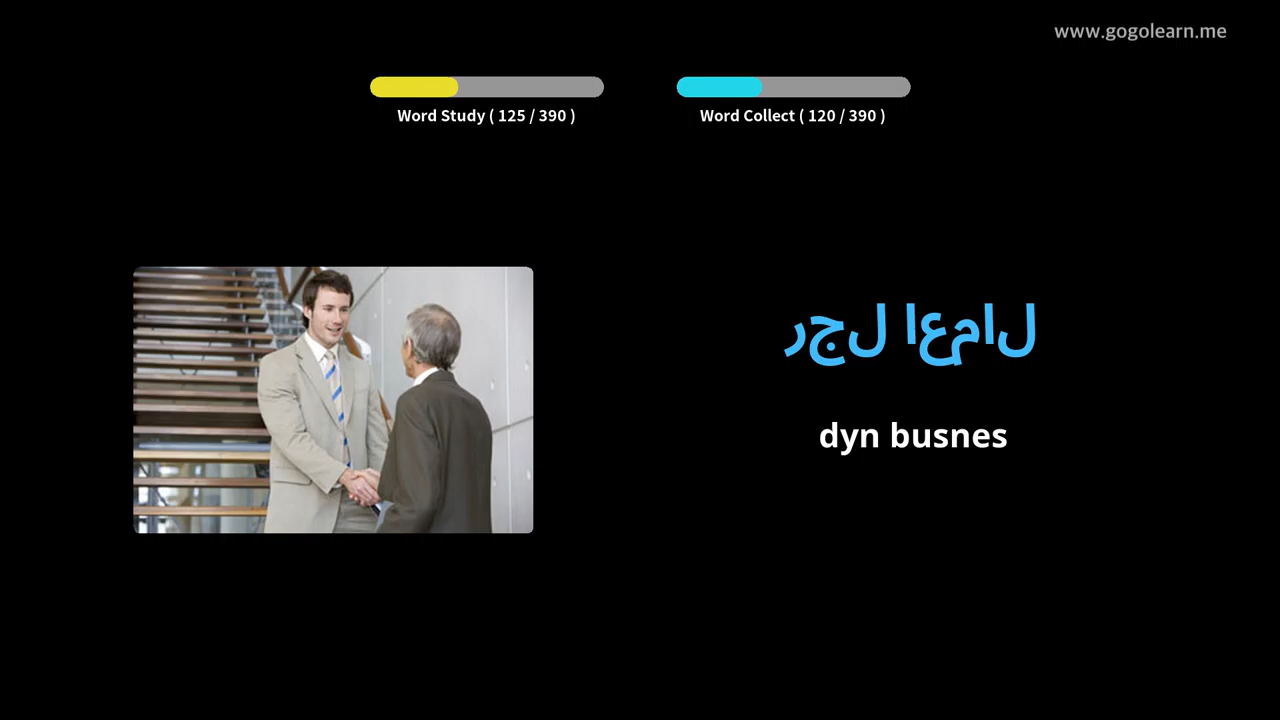 www.gogolearn.me
Word Study ( 125 / 390 )
Word Collect ( 120 / 390 )
رجل اعمال
dyn busnes